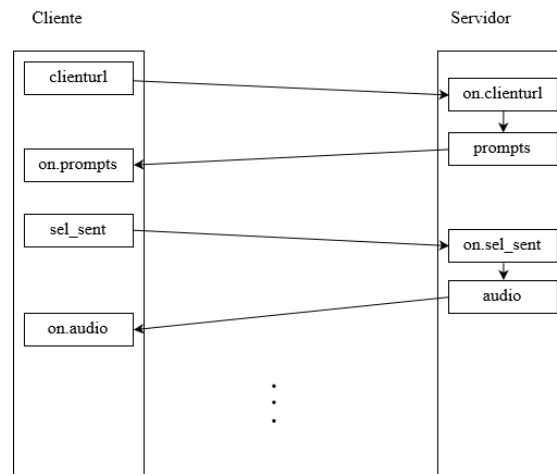 Cliente
Servidor
clienturl
on.clienturl
prompts
on.prompts
sel_sent
on.sel_sent
audio
on.audio